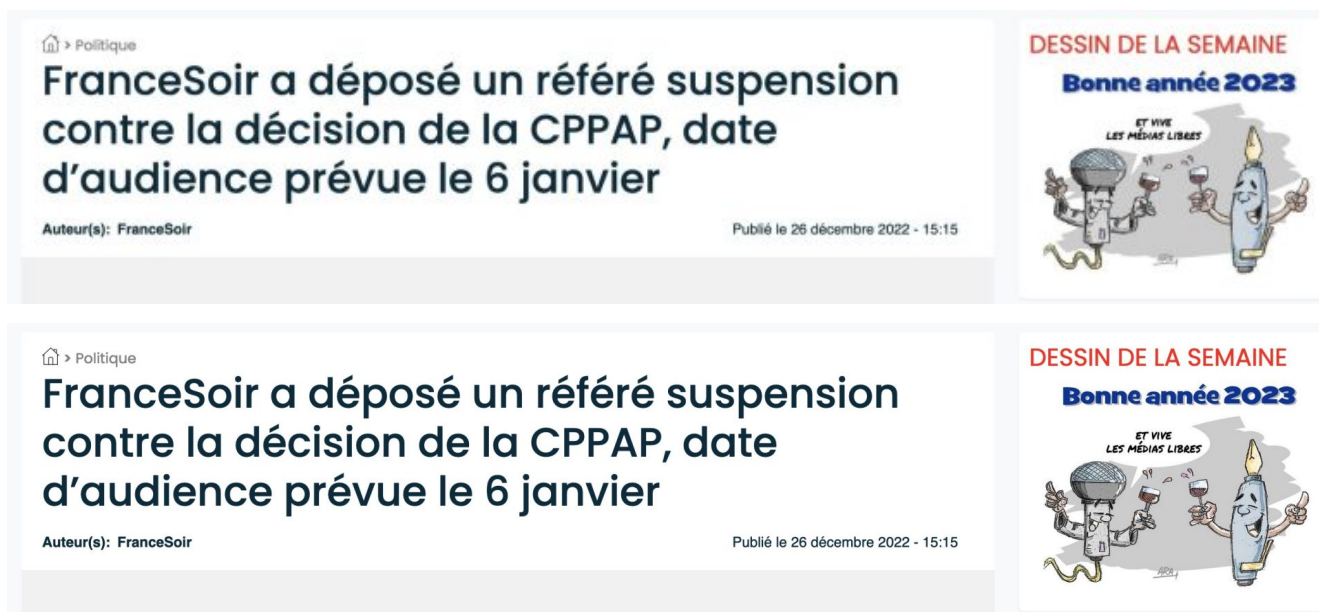 > Politique
FranceSoir a déposé un référé suspension
contre la décision de la CPPAP, date
d'audience prévue le 6 janvier
Auteur(s): FranceSoir
Publié le 26 décembre 2022 - 15:15
DESSIN DE LA SEMAINE
Bonne année 2023
ET VIVE
LES MÉDIAS LIBRES
ARA
> Politique
FranceSoir a déposé un référé suspension
contre la décision de la CPPAP, date
d'audience prévue le 6 janvier
Auteur(s): FranceSoir
Publié le 26 décembre 2022 - 15:15
DESSIN DE LA SEMAINE
Bonne année 2023
ET VIVE
LES MÉDIAS LIBRES
ARA